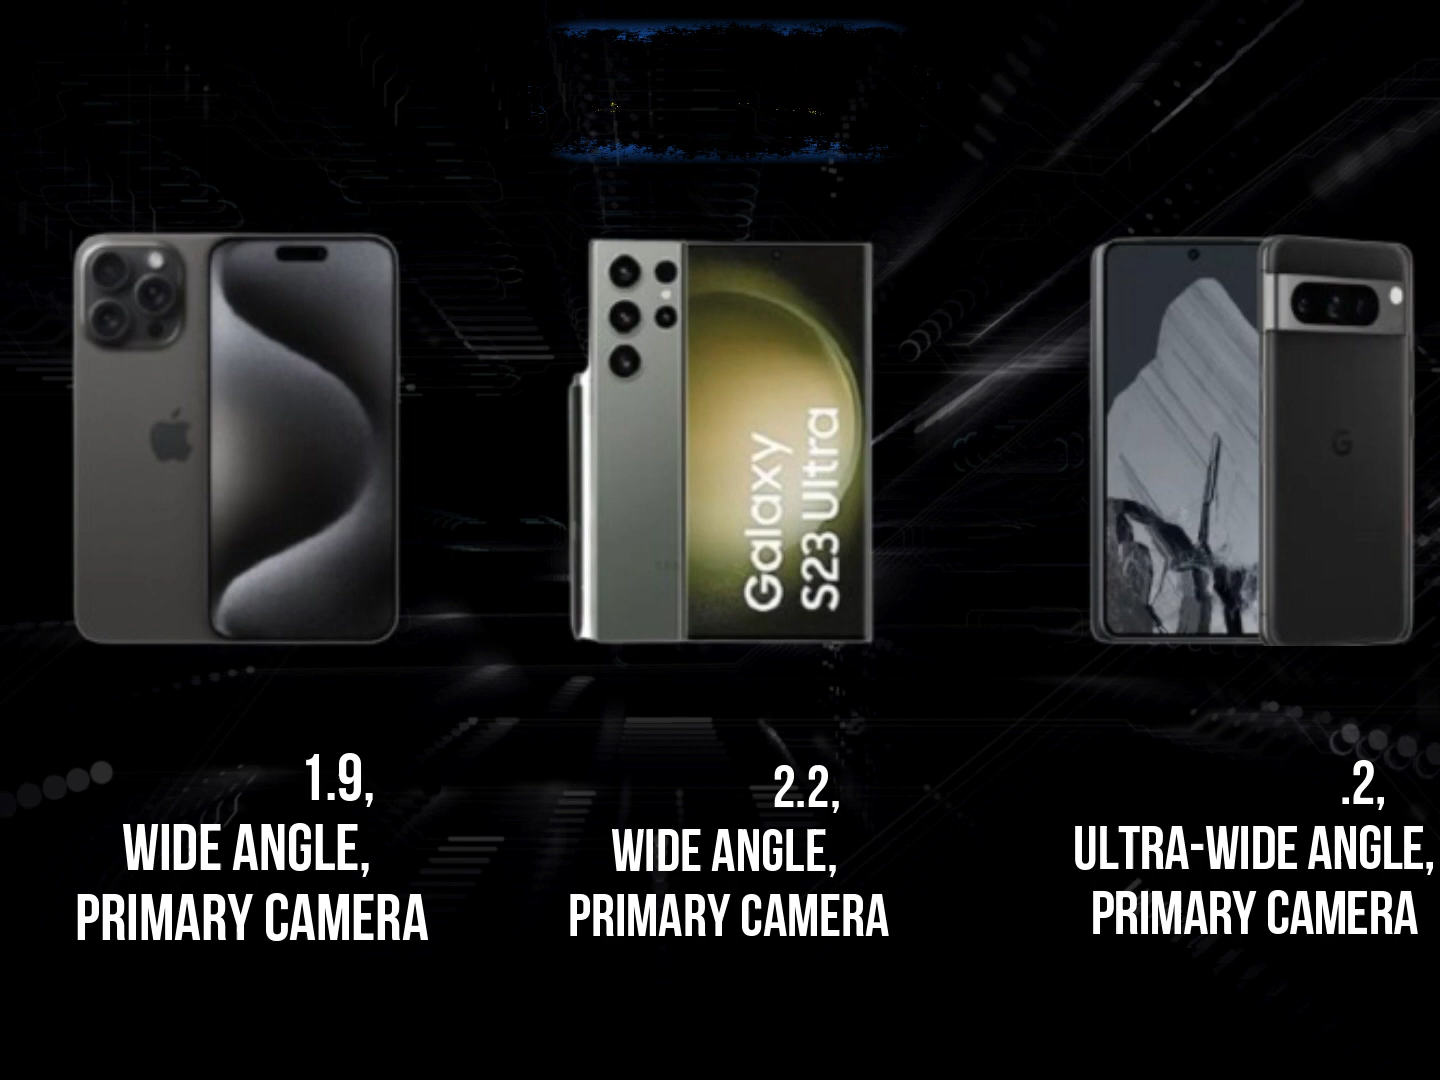 Galaxy
S23 Ultra
G
1.9,
WIDE ANGLE,
PRIMARY CAMERA
2.2,
WIDE ANGLE,
PRIMARY CAMERA
.2,
ULTRA-WIDE ANGLE,
PRIMARY CAMERA